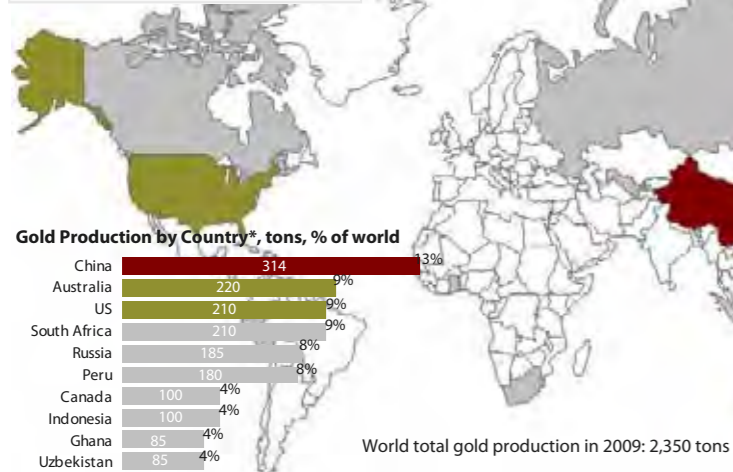 Gold Production by Country*, tons, % of world
China 314 13%
Australia 220 9%
US 210 9%
South Africa 210 9%
Russia 185 8%
Peru 180 8%
Canada 100 4%
Indonesia 100 4%
Ghana 85 4%
Uzbekistan 85 4%
World total gold production in 2009: 2,350 tons